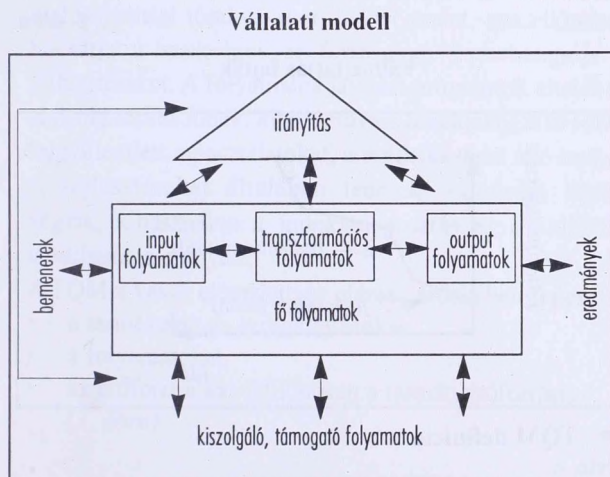 Vállalati modell
irányítás
input
folyamatok
transzformációs
folyamatok
output
folyamatok
bemenetek
eredmények
fő folyamatok
kiszolgáló, támogató folyamatok